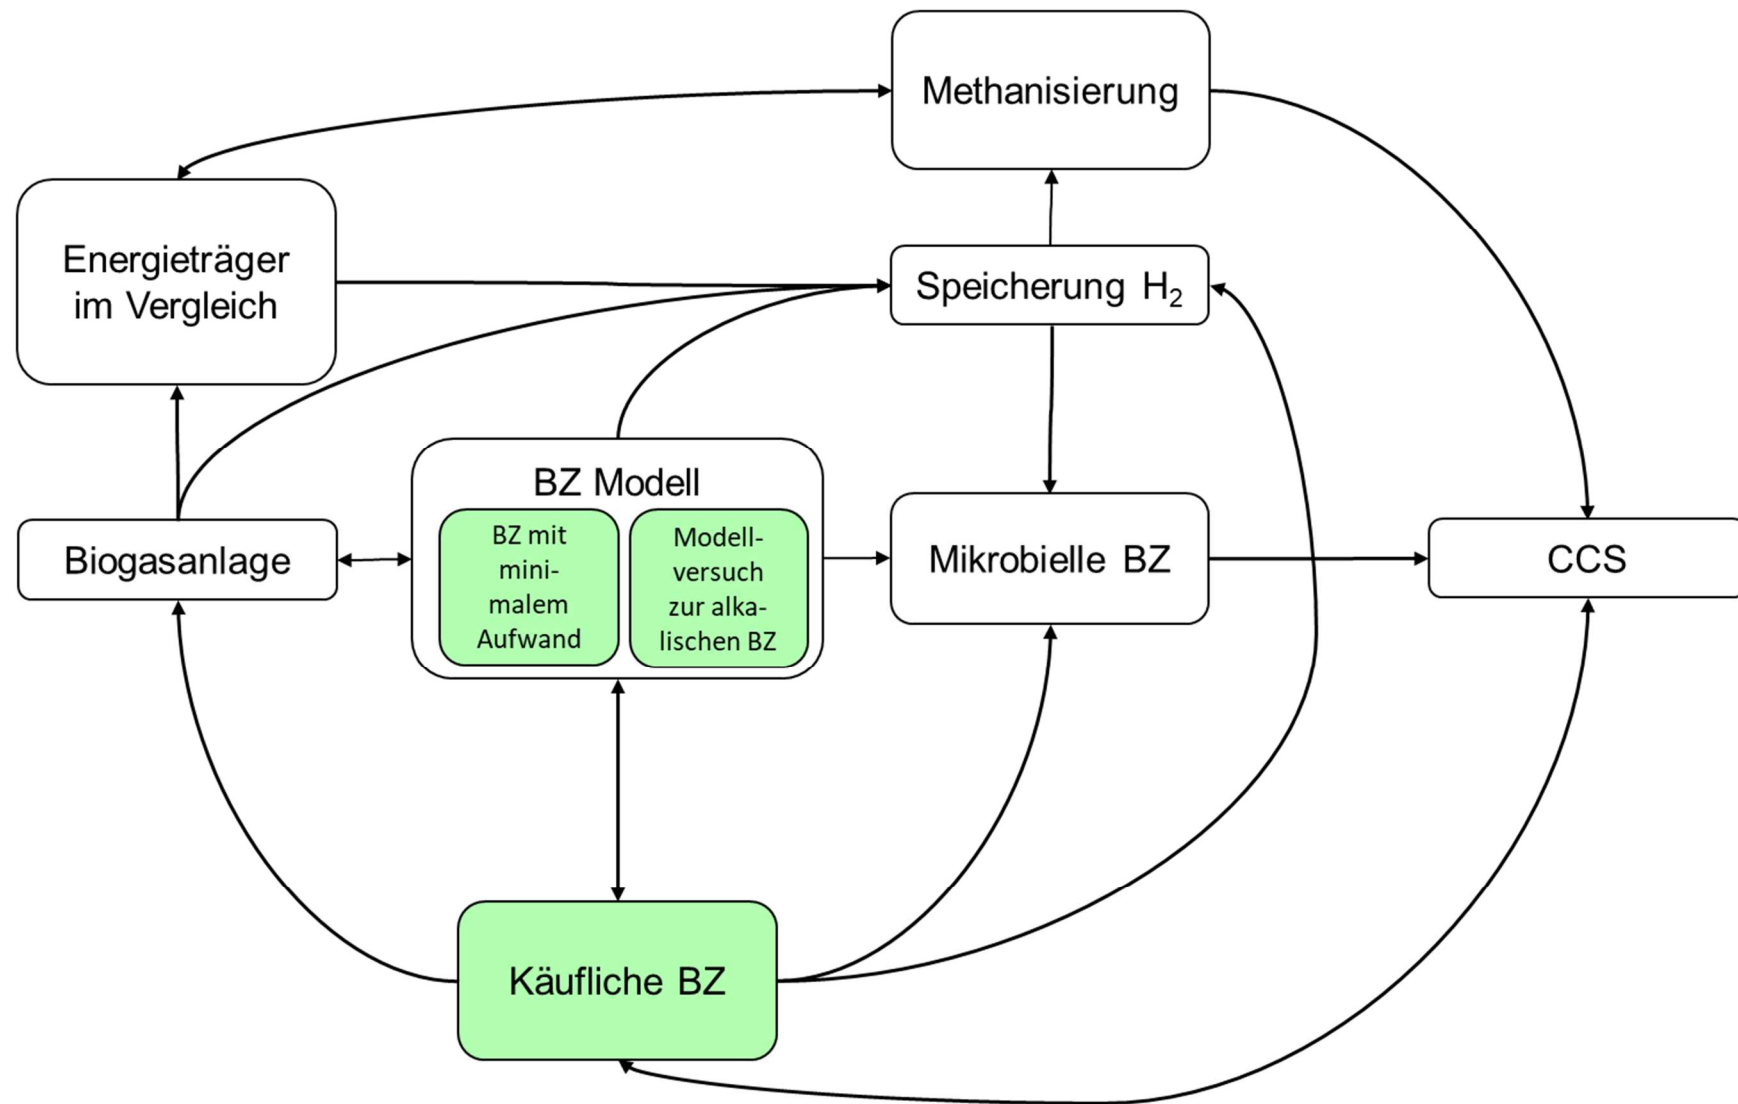 Methanisierung
Energieträger
im Vergleich
Speicherung H₂
BZ Modell
BZ mit
mini-
malem
Aufwand
Modell-
versuch
zur alka-
lischen BZ
Biogasanlage
Mikrobielle BZ
CCS
Käufliche BZ